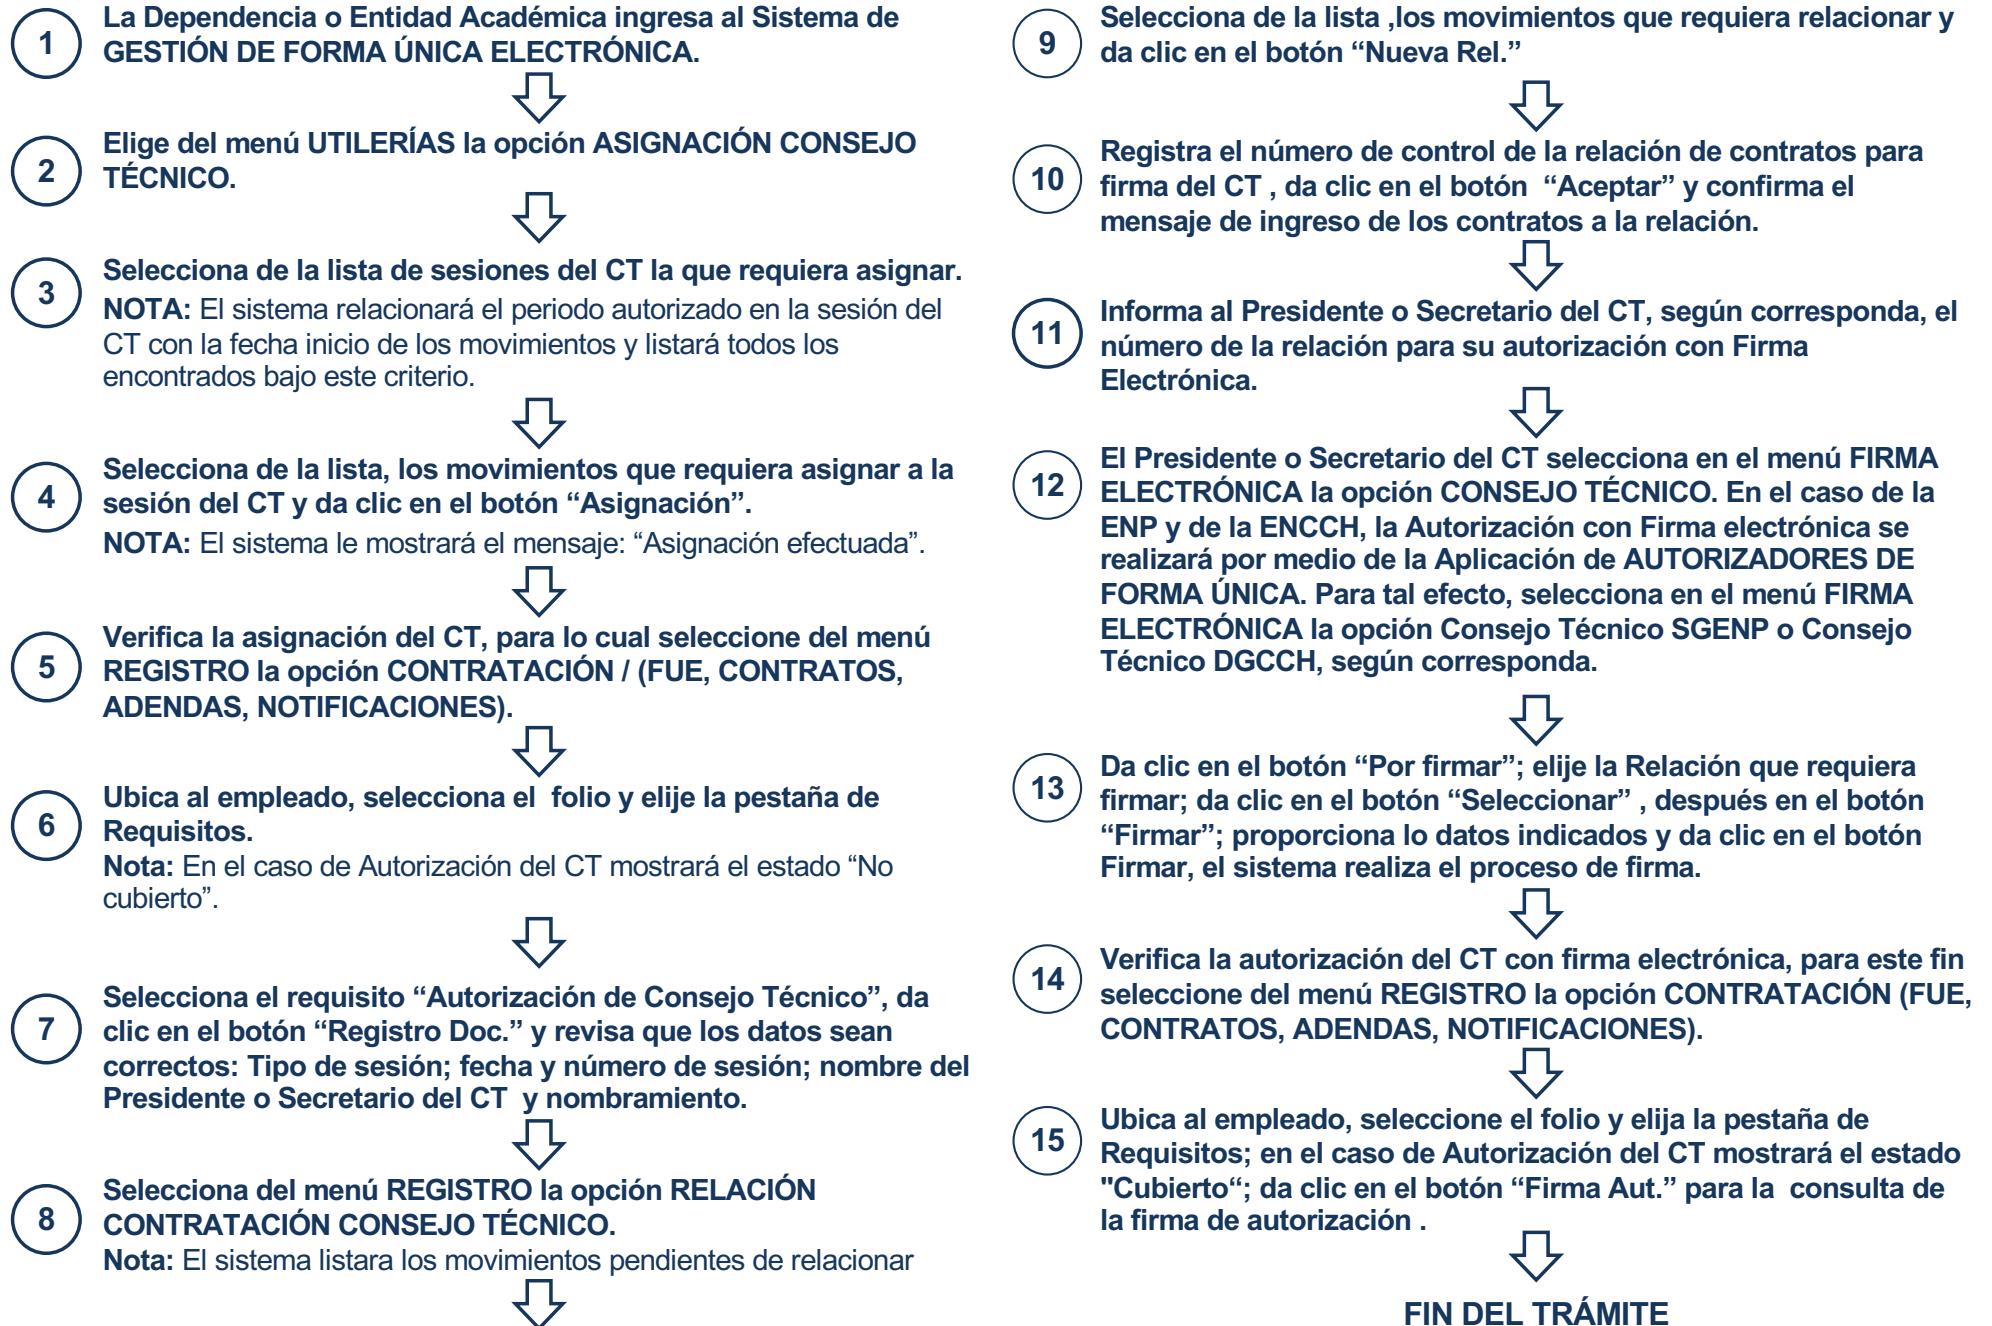 1
La Dependencia o Entidad Académica ingresa al Sistema de
GESTIÓN DE FORMA ÚNICA ELECTRÓNICA.
2
Elige del menú UTILERÍAS la opción ASIGNACIÓN CONSEJO
TÉCNICO.
3
Selecciona de la lista de sesiones del CT la que requiera asignar.
NOTA: El sistema relacionará el periodo autorizado en la sesión del
CT con la fecha inicio de los movimientos y listará todos los
encontrados bajo este criterio.
4
Selecciona de la lista, los movimientos que requiera asignar a la
sesión del CT y da clic en el botón “Asignación”.
NOTA: El sistema le mostrará el mensaje: “Asignación efectuada”.
5
Verifica la asignación del CT, para lo cual seleccione del menú
REGISTRO la opción CONTRATACIÓN / (FUE, CONTRATOS,
ADENDAS, NOTIFICACIONES).
6
Ubica al empleado, selecciona el  folio y elije la pestaña de
Requisitos.
Nota: En el caso de Autorización del CT mostrará el estado “No
cubierto”.
7
Selecciona el requisito “Autorización de Consejo Técnico”, da
clic en el botón “Registro Doc.” y revisa que los datos sean
correctos: Tipo de sesión; fecha y número de sesión; nombre del
Presidente o Secretario del CT  y nombramiento.
8
Selecciona del menú REGISTRO la opción RELACIÓN
CONTRATACIÓN CONSEJO TÉCNICO.
Nota: El sistema listara los movimientos pendientes de relacionar
9
Selecciona de la lista ,los movimientos que requiera relacionar y
da clic en el botón “Nueva Rel.”
10
Registra el número de control de la relación de contratos para
firma del CT , da clic en el botón  “Aceptar” y confirma el
mensaje de ingreso de los contratos a la relación.
11
Informa al Presidente o Secretario del CT, según corresponda, el
número de la relación para su autorización con Firma
Electrónica.
12
El Presidente o Secretario del CT selecciona en el menú FIRMA
ELECTRÓNICA la opción CONSEJO TÉCNICO. En el caso de la
ENP y de la ENCCH, la Autorización con Firma electrónica se
realizará por medio de la Aplicación de AUTORIZADORES DE
FORMA ÚNICA. Para tal efecto, selecciona en el menú FIRMA
ELECTRÓNICA la opción Consejo Técnico SGENP o Consejo
Técnico DGCCH, según corresponda.
13
Da clic en el botón “Por firmar”; elije la Relación que requiera
firmar; da clic en el botón “Seleccionar” , después en el botón
“Firmar”; proporciona lo datos indicados y da clic en el botón
Firmar, el sistema realiza el proceso de firma.
14
Verifica la autorización del CT con firma electrónica, para este fin
seleccione del menú REGISTRO la opción CONTRATACIÓN (FUE,
CONTRATOS, ADENDAS, NOTIFICACIONES).
15
Ubica al empleado, seleccione el folio y elija la pestaña de
Requisitos; en el caso de Autorización del CT mostrará el estado
"Cubierto“; da clic en el botón “Firma Aut.” para la  consulta de
la firma de autorización .
FIN DEL TRÁMITE